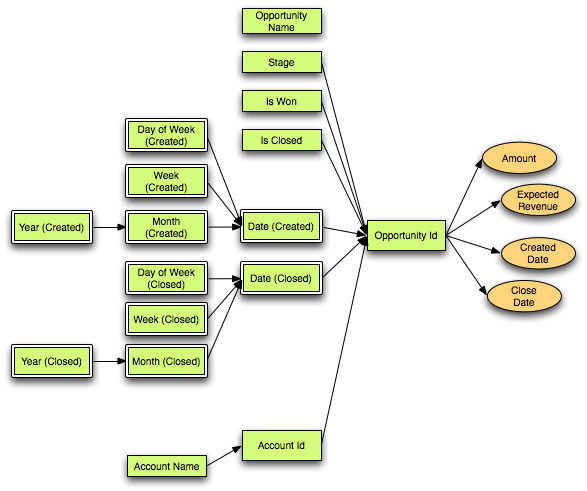 Opportunity
Name
Stage
Is Won
Is Closed
Day of Week
(Created)
Week
(Created)
Year (Created)
Month
(Created)
Date (Created)
Day of Week
(Closed)
Week (Closed)
Year (Closed)
Month (Closed)
Date (Closed)
Account Name
Account Id
Opportunity Id
Amount
Expected
Revenue
Created
Date
Close
Date